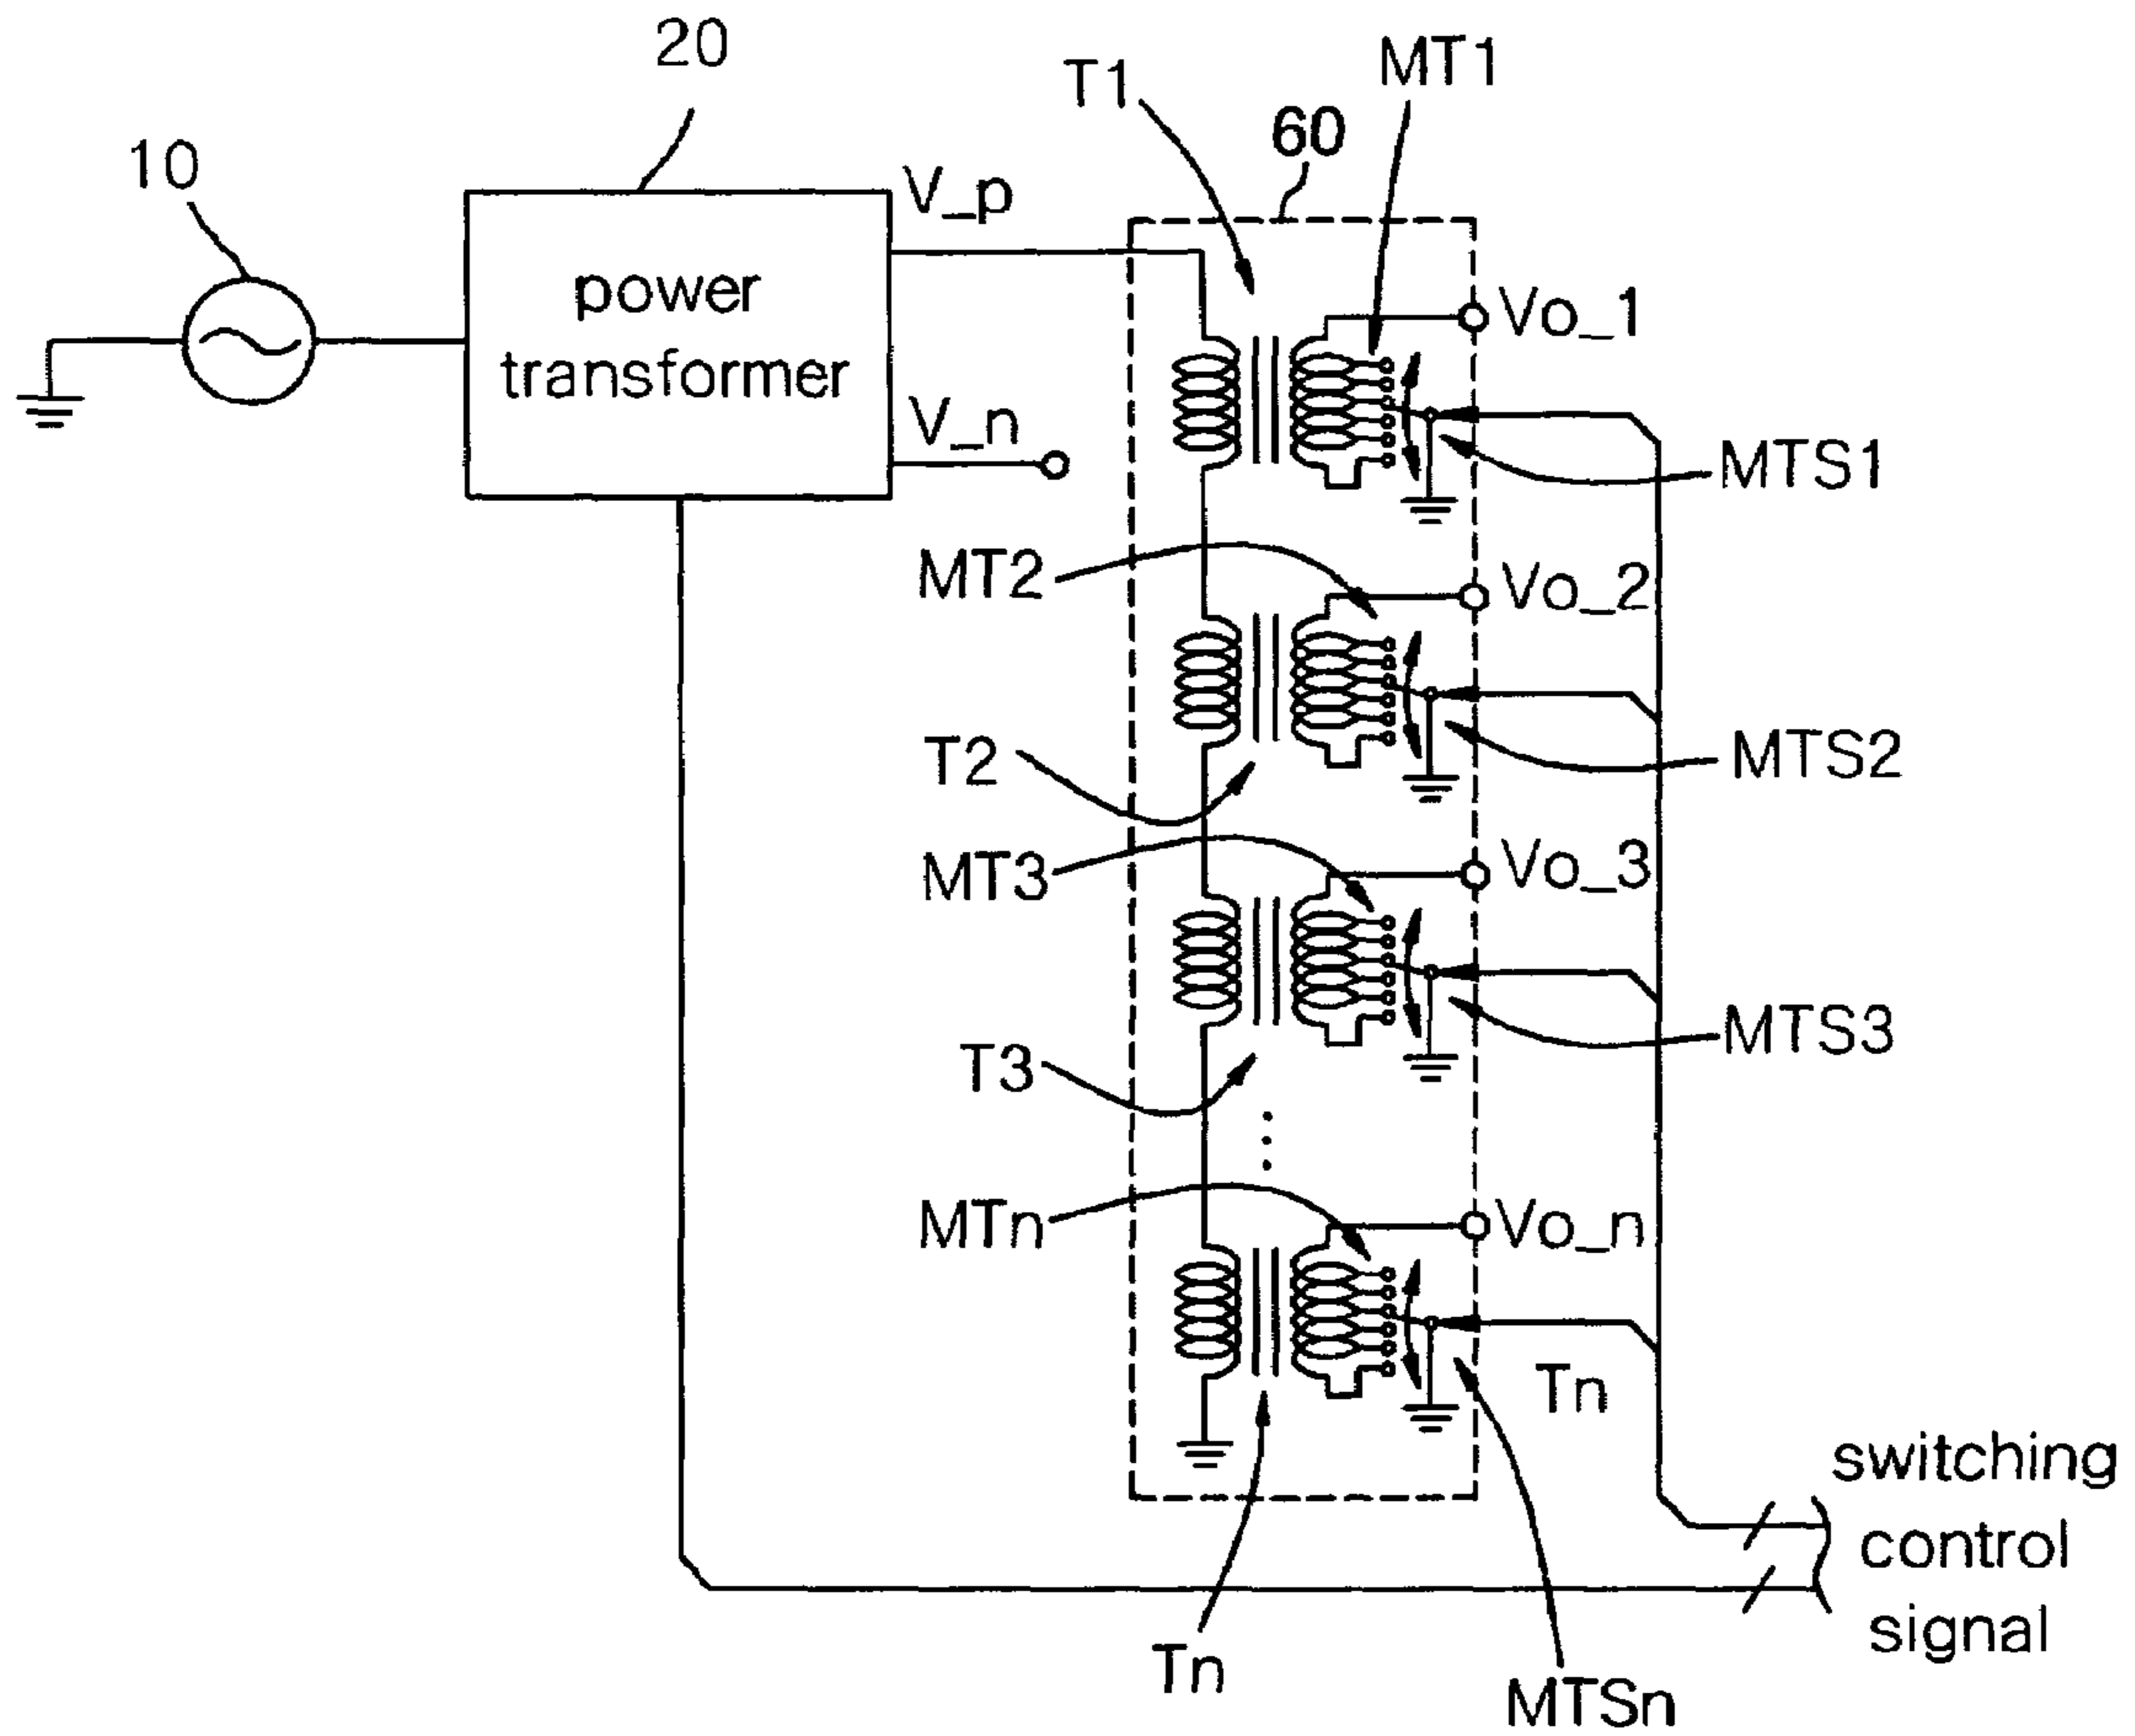 20
MT1
T1
60
10
V_p
power
transformer
Vo_1
V_n
MTS1
MT2
Vo_2
T2
MTS2
MT3
Vo_3
MTS3
T3
MTn
Vo_n
Tn
switching
control
signal
Tn
MTSn